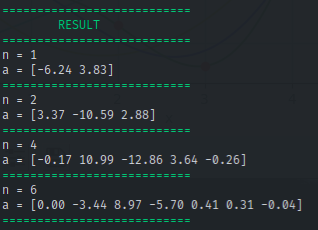 ===========================
RESULT
===========================
n = 1
a = [-6.24 3.83]
===========================
n = 2
a = [3.37 -10.59 2.88]
===========================
n = 4
a = [-0.17 10.99 -12.86 3.64 -0.26]
===========================
n = 6
a = [0.00 -3.44 8.97 -5.70 0.41 0.31 -0.04]
===========================